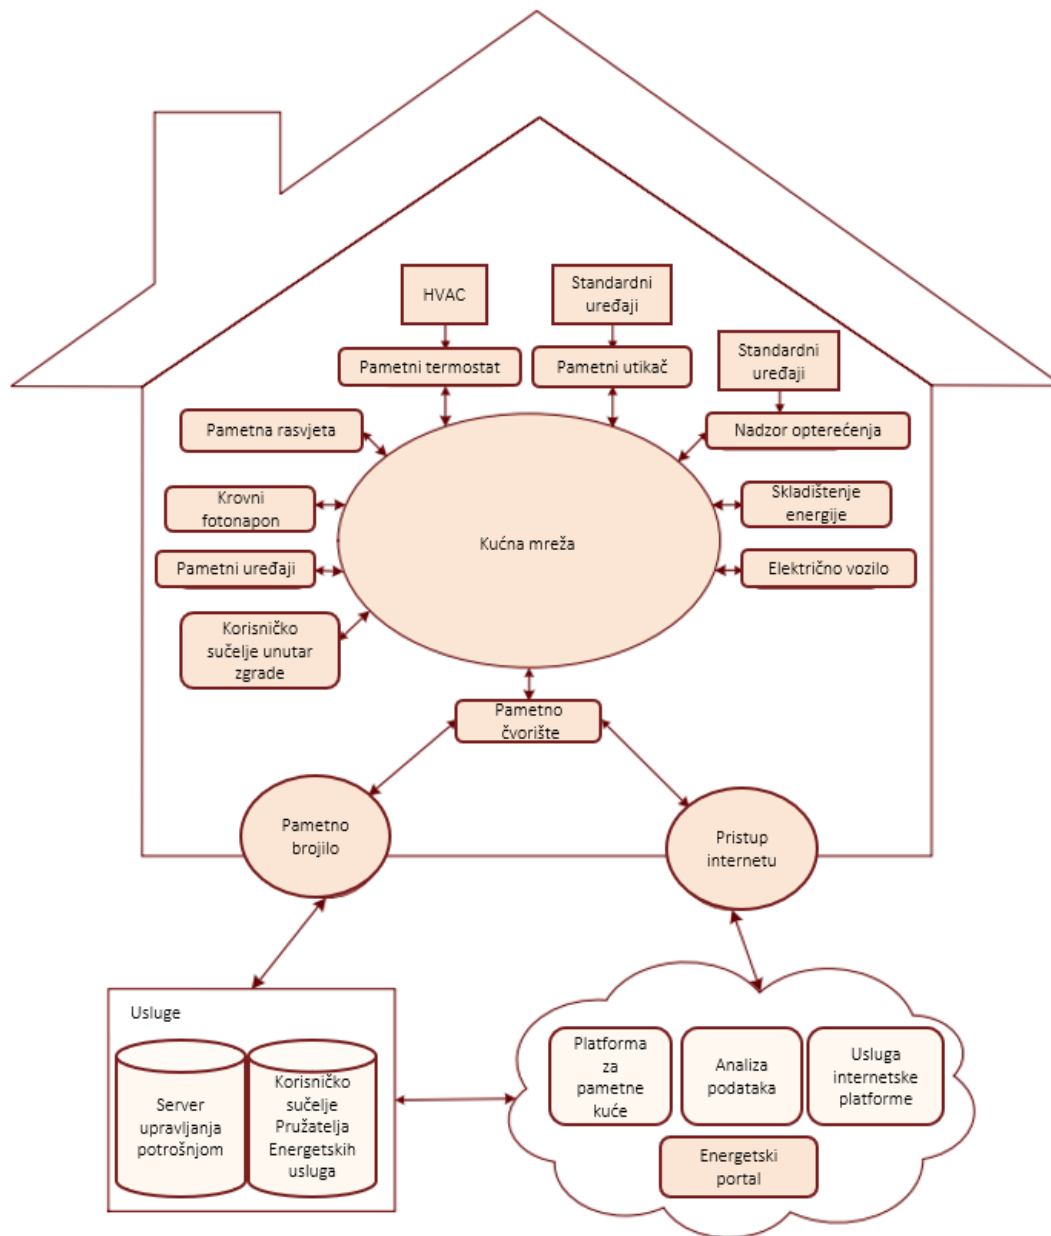 HVAC
Standardni
uređaji
Standardni
uređaji
Pametni termostat
Pametni utikač
Pametna rasvjeta
Nadzor opterećenja
Krovni
fotonapon
Skladištenje
energije
Kućna mreža
Pametni uređaji
Električno vozilo
Korisničko
sučelje unutar
zgrade
Pametno
čvorište
Pametno
brojilo
Pristup
internetu
Usluge
Server
upravljanja
potrošnjom
Korisničko
sučelje
Pružatelja
Energetskih
usluga
Platforma
za
pametne
kuće
Analiza
podataka
Usluga
internetske
platforme
Energetski
portal